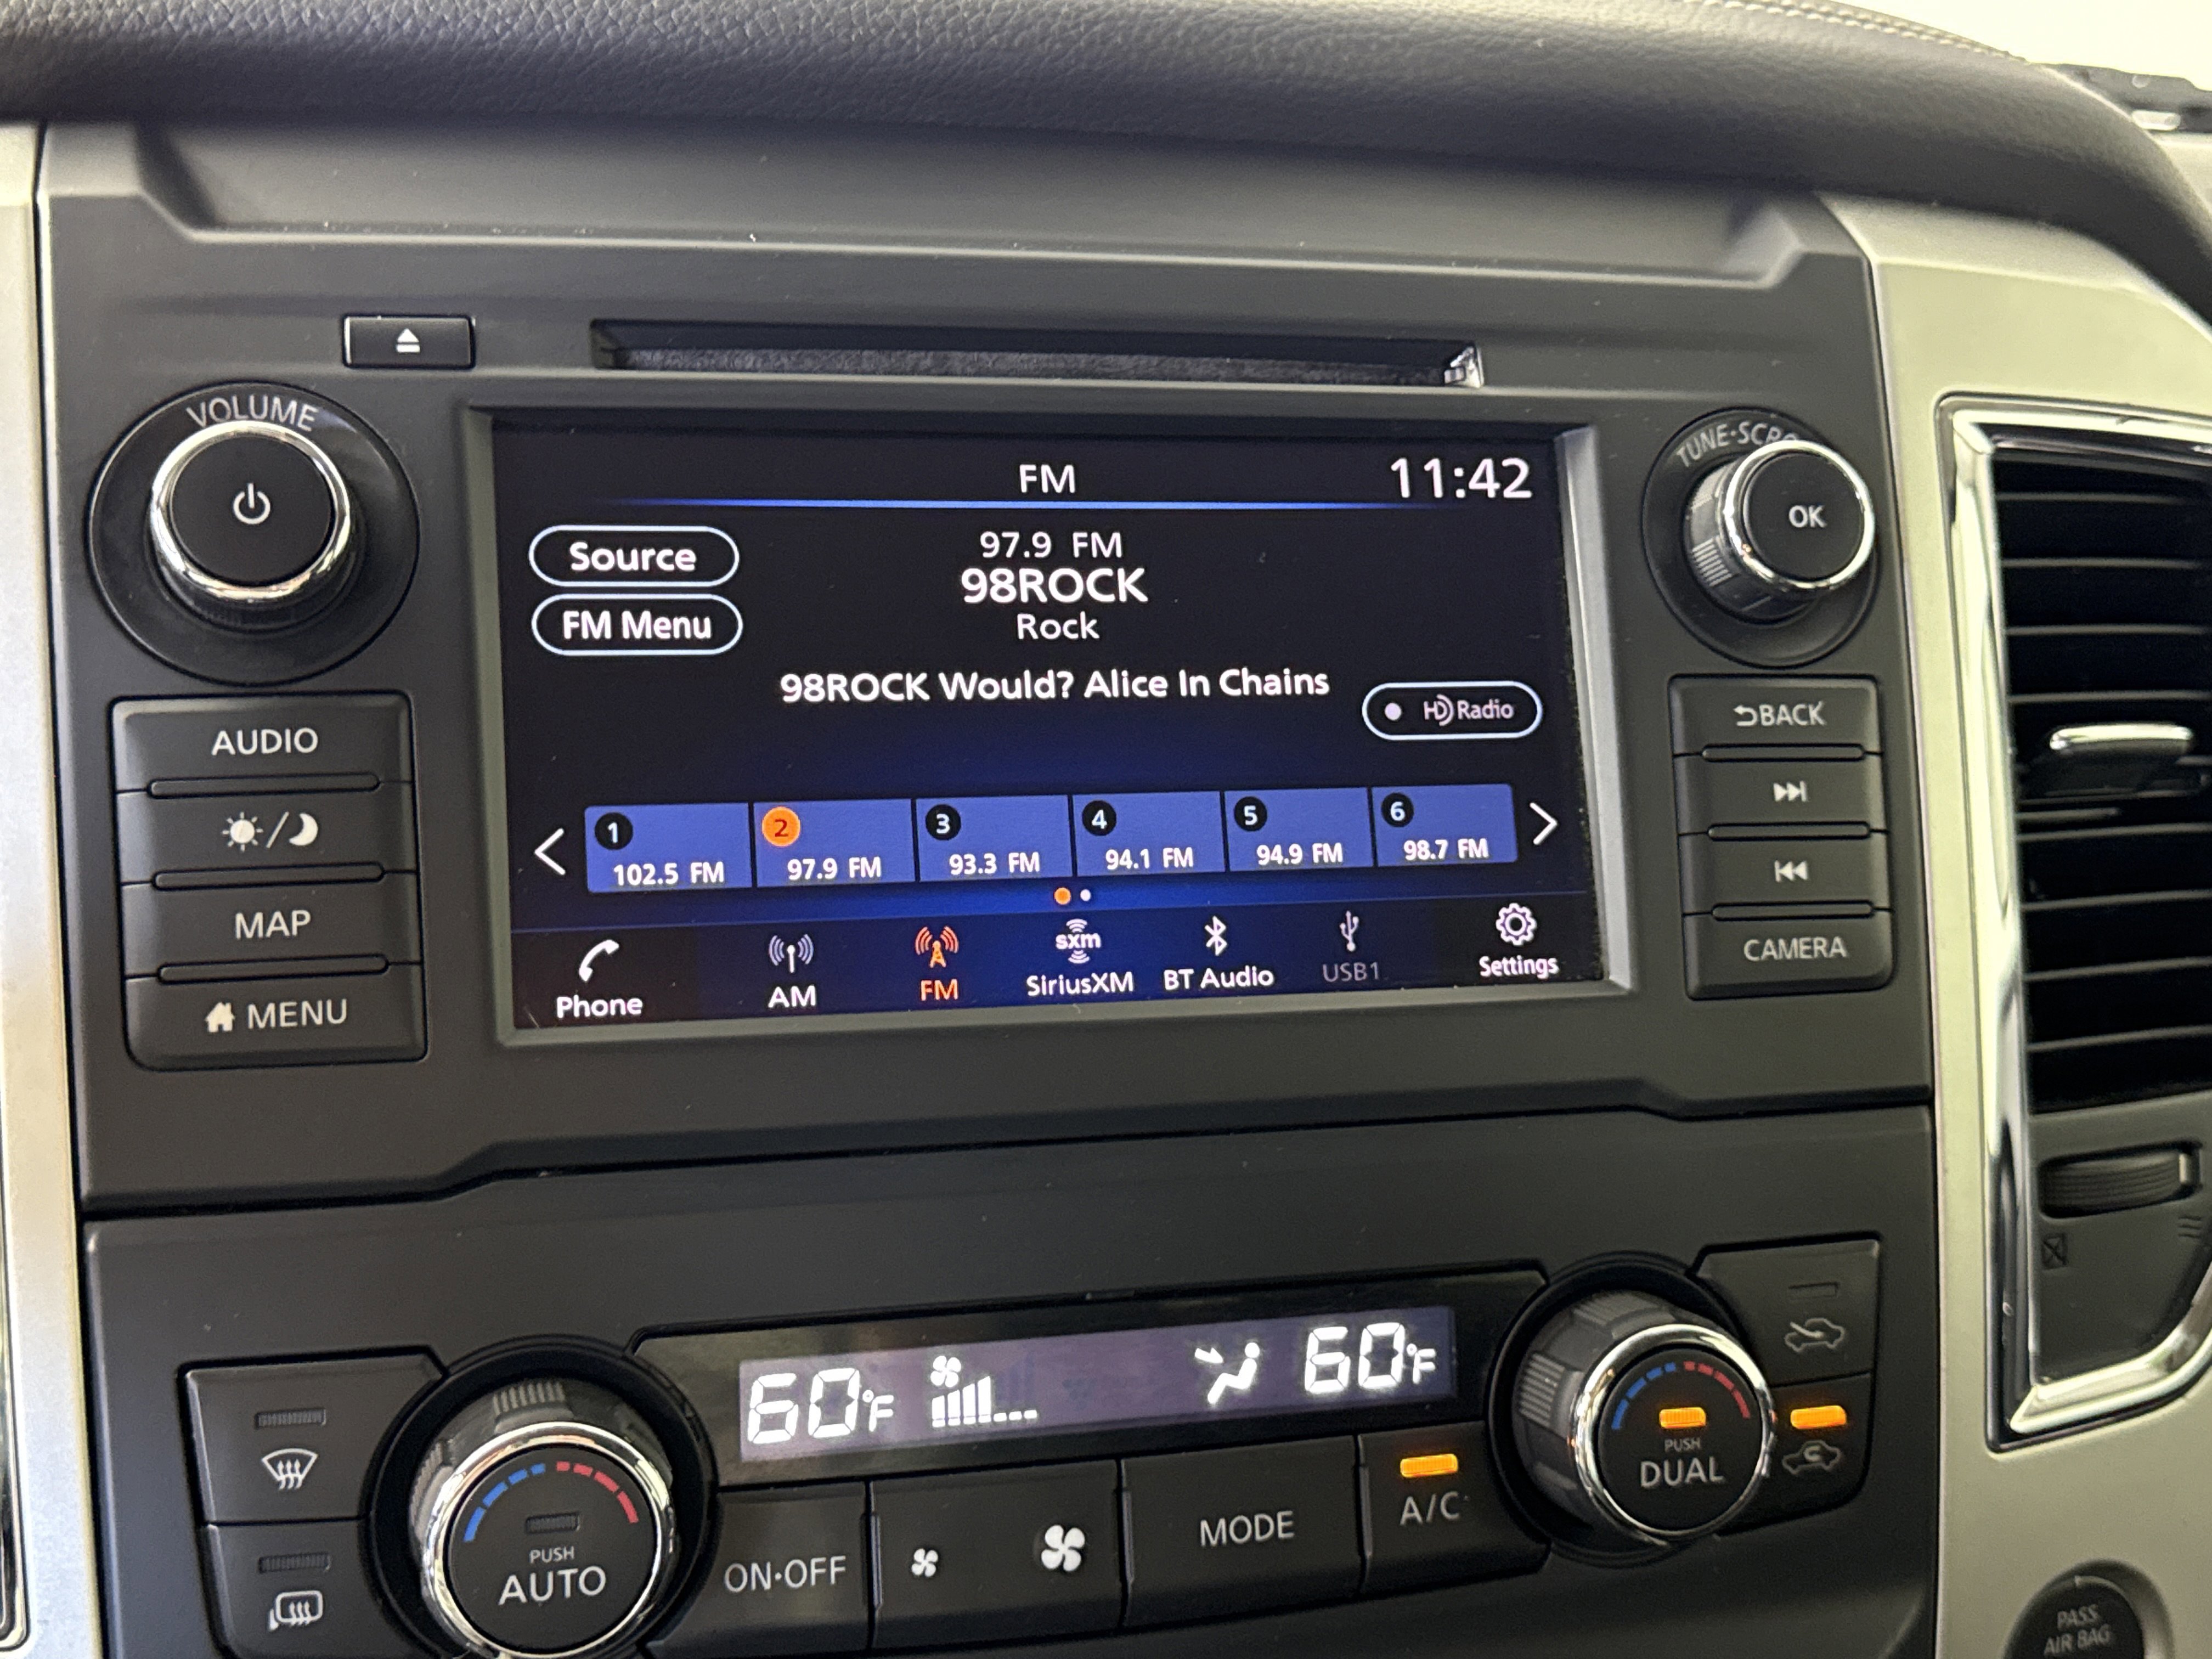 VOLUME
TUNE·SCRO
OK
FM
11:42
Source
97.9 FM
98ROCK
FM Menu
Rock
98ROCK Would? Alice In Chains
HD Radio
AUDIO
BACK
1
2
3
4
5
6
102.5 FM
97.9 FM
93.3 FM
94.1 FM
94.9 FM
98.7 FM
MAP
CAMERA
MENU
Phone
AM
FM
sxm
SiriusXM
BT Audio
USB1
Settings
60°F
60°F
PUSH
AUTO
ON·OFF
MODE
A/C
PUSH
DUAL
PASS
AIR BAG